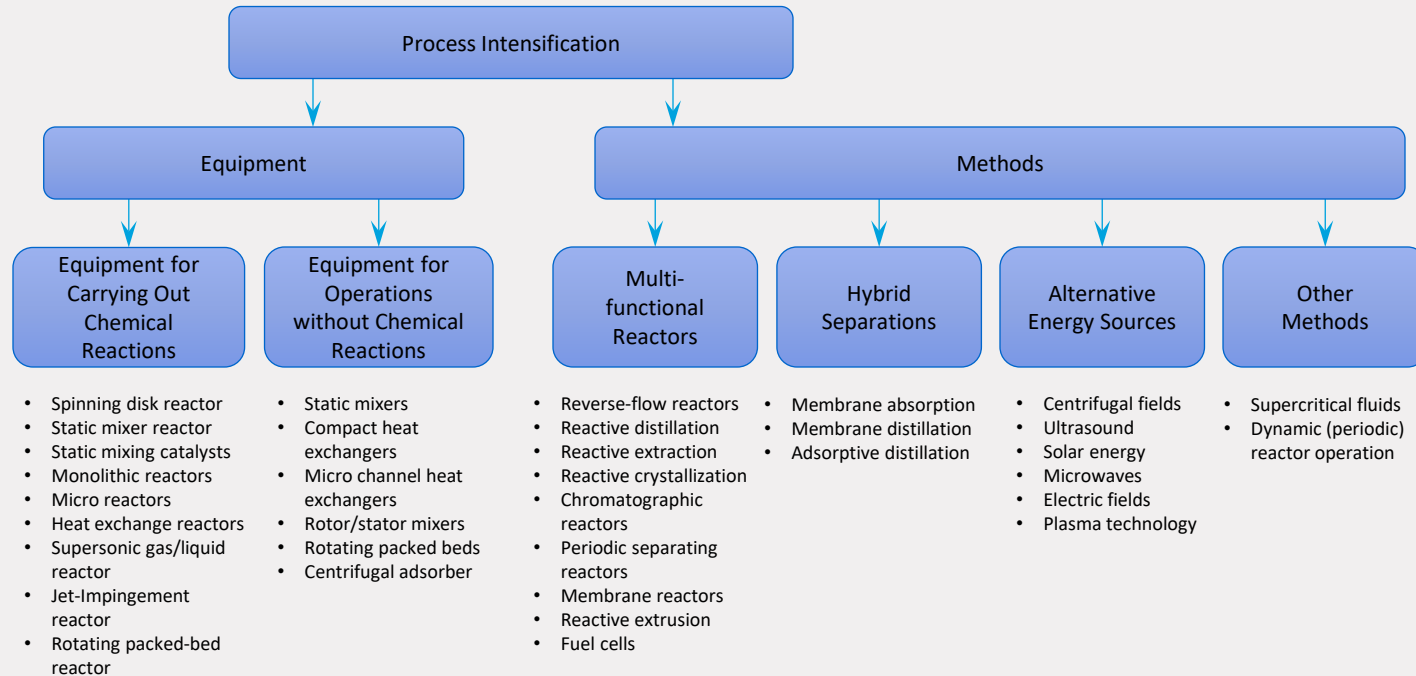 Process Intensification
Equipment
Methods
Equipment for
Carrying Out
Chemical
Reactions
Equipment for
Operations
without Chemical
Reactions
Multi-
functional
Reactors
Hybrid
Separations
Alternative
Energy Sources
Other
Methods
• Spinning disk reactor
• Static mixer reactor
• Static mixing catalysts
• Monolithic reactors
• Micro reactors
• Heat exchange reactors
• Supersonic gas/liquid
reactor
• Jet-Impingement
reactor
• Rotating packed-bed
reactor
• Static mixers
• Compact heat
exchangers
• Micro channel heat
exchangers
• Rotor/stator mixers
• Rotating packed beds
• Centrifugal adsorber
• Reverse-flow reactors
• Reactive distillation
• Reactive extraction
• Reactive crystallization
• Chromatographic
reactors
• Periodic separating
reactors
• Membrane reactors
• Reactive extrusion
• Fuel cells
• Membrane absorption
• Membrane distillation
• Adsorptive distillation
• Centrifugal fields
• Ultrasound
• Solar energy
• Microwaves
• Electric fields
• Plasma technology
• Supercritical fluids
• Dynamic (periodic)
reactor operation